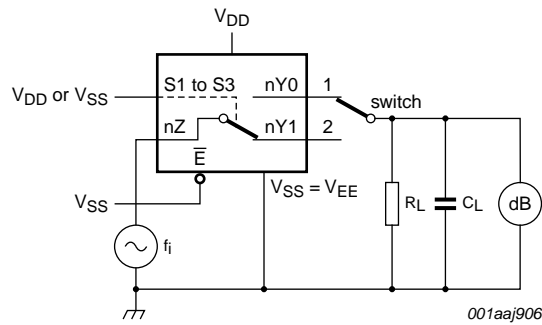 VDD
S1 to S3
nY0
1
VDD or VSS
switch
nZ
nY1
2
E̅
VSS = VEE
VSS
RL
CL
dB
fi
001aaj906